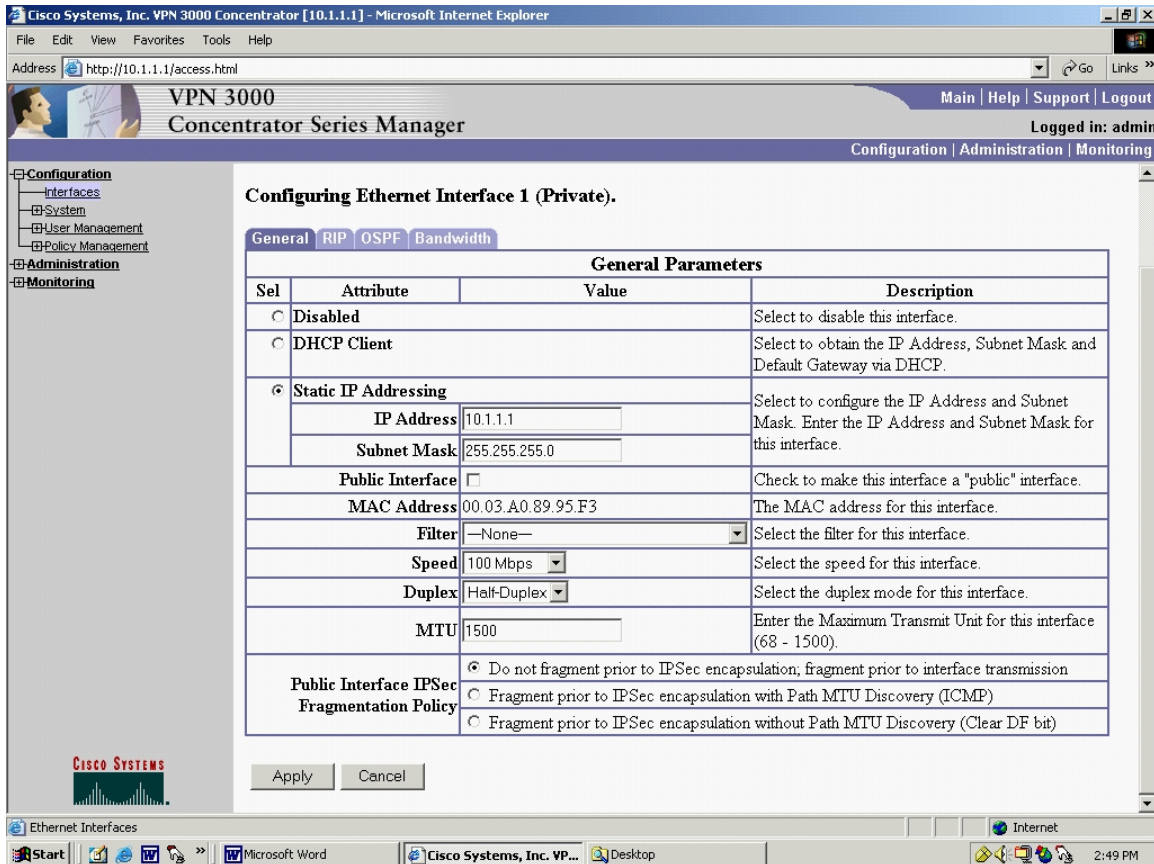 Cisco Systems, Inc. VPN 3000 Concentrator [10.1.1.1] - Microsoft Internet Explorer
File Edit View Favorites Tools Help
Address http://10.1.1.1/access.html Go Links »
VPN 3000
Concentrator Series Manager
Main | Help | Support | Logout
Logged in: admin
Configuration | Administration | Monitoring
Configuration
Interfaces
System
User Management
Policy Management
Administration
Monitoring
Configuring Ethernet Interface 1 (Private).
General RIP OSPF Bandwidth
General Parameters
Sel Attribute Value Description
Disabled Select to disable this interface.
DHCP Client Select to obtain the IP Address, Subnet Mask and
Default Gateway via DHCP.
Static IP Addressing Select to configure the IP Address and Subnet
Mask. Enter the IP Address and Subnet Mask for
this interface.
IP Address 10.1.1.1
Subnet Mask 255.255.255.0
Public Interface Check to make this interface a "public" interface.
MAC Address 00.03.A0.89.95.F3 The MAC address for this interface.
Filter —None— Select the filter for this interface.
Speed 100 Mbps Select the speed for this interface.
Duplex Half-Duplex Select the duplex mode for this interface.
MTU 1500 Enter the Maximum Transmit Unit for this interface
(68 - 1500).
Public Interface IPSec
Fragmentation Policy
Do not fragment prior to IPSec encapsulation; fragment prior to interface transmission
Fragment prior to IPSec encapsulation with Path MTU Discovery (ICMP)
Fragment prior to IPSec encapsulation without Path MTU Discovery (Clear DF bit)
Apply Cancel
CISCO SYSTEMS
Ethernet Interfaces Internet
Start » Microsoft Word Cisco Systems, Inc. VP... Desktop 2:49 PM